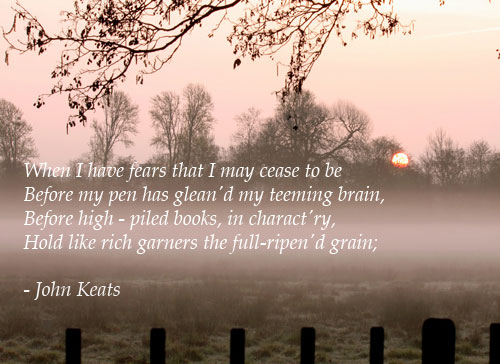 When I have fears that I may cease to be
Before my pen has glean'd my teeming brain,
Before high - piled books, in charact'ry,
Hold like rich garners the full-ripen'd grain;
- John Keats